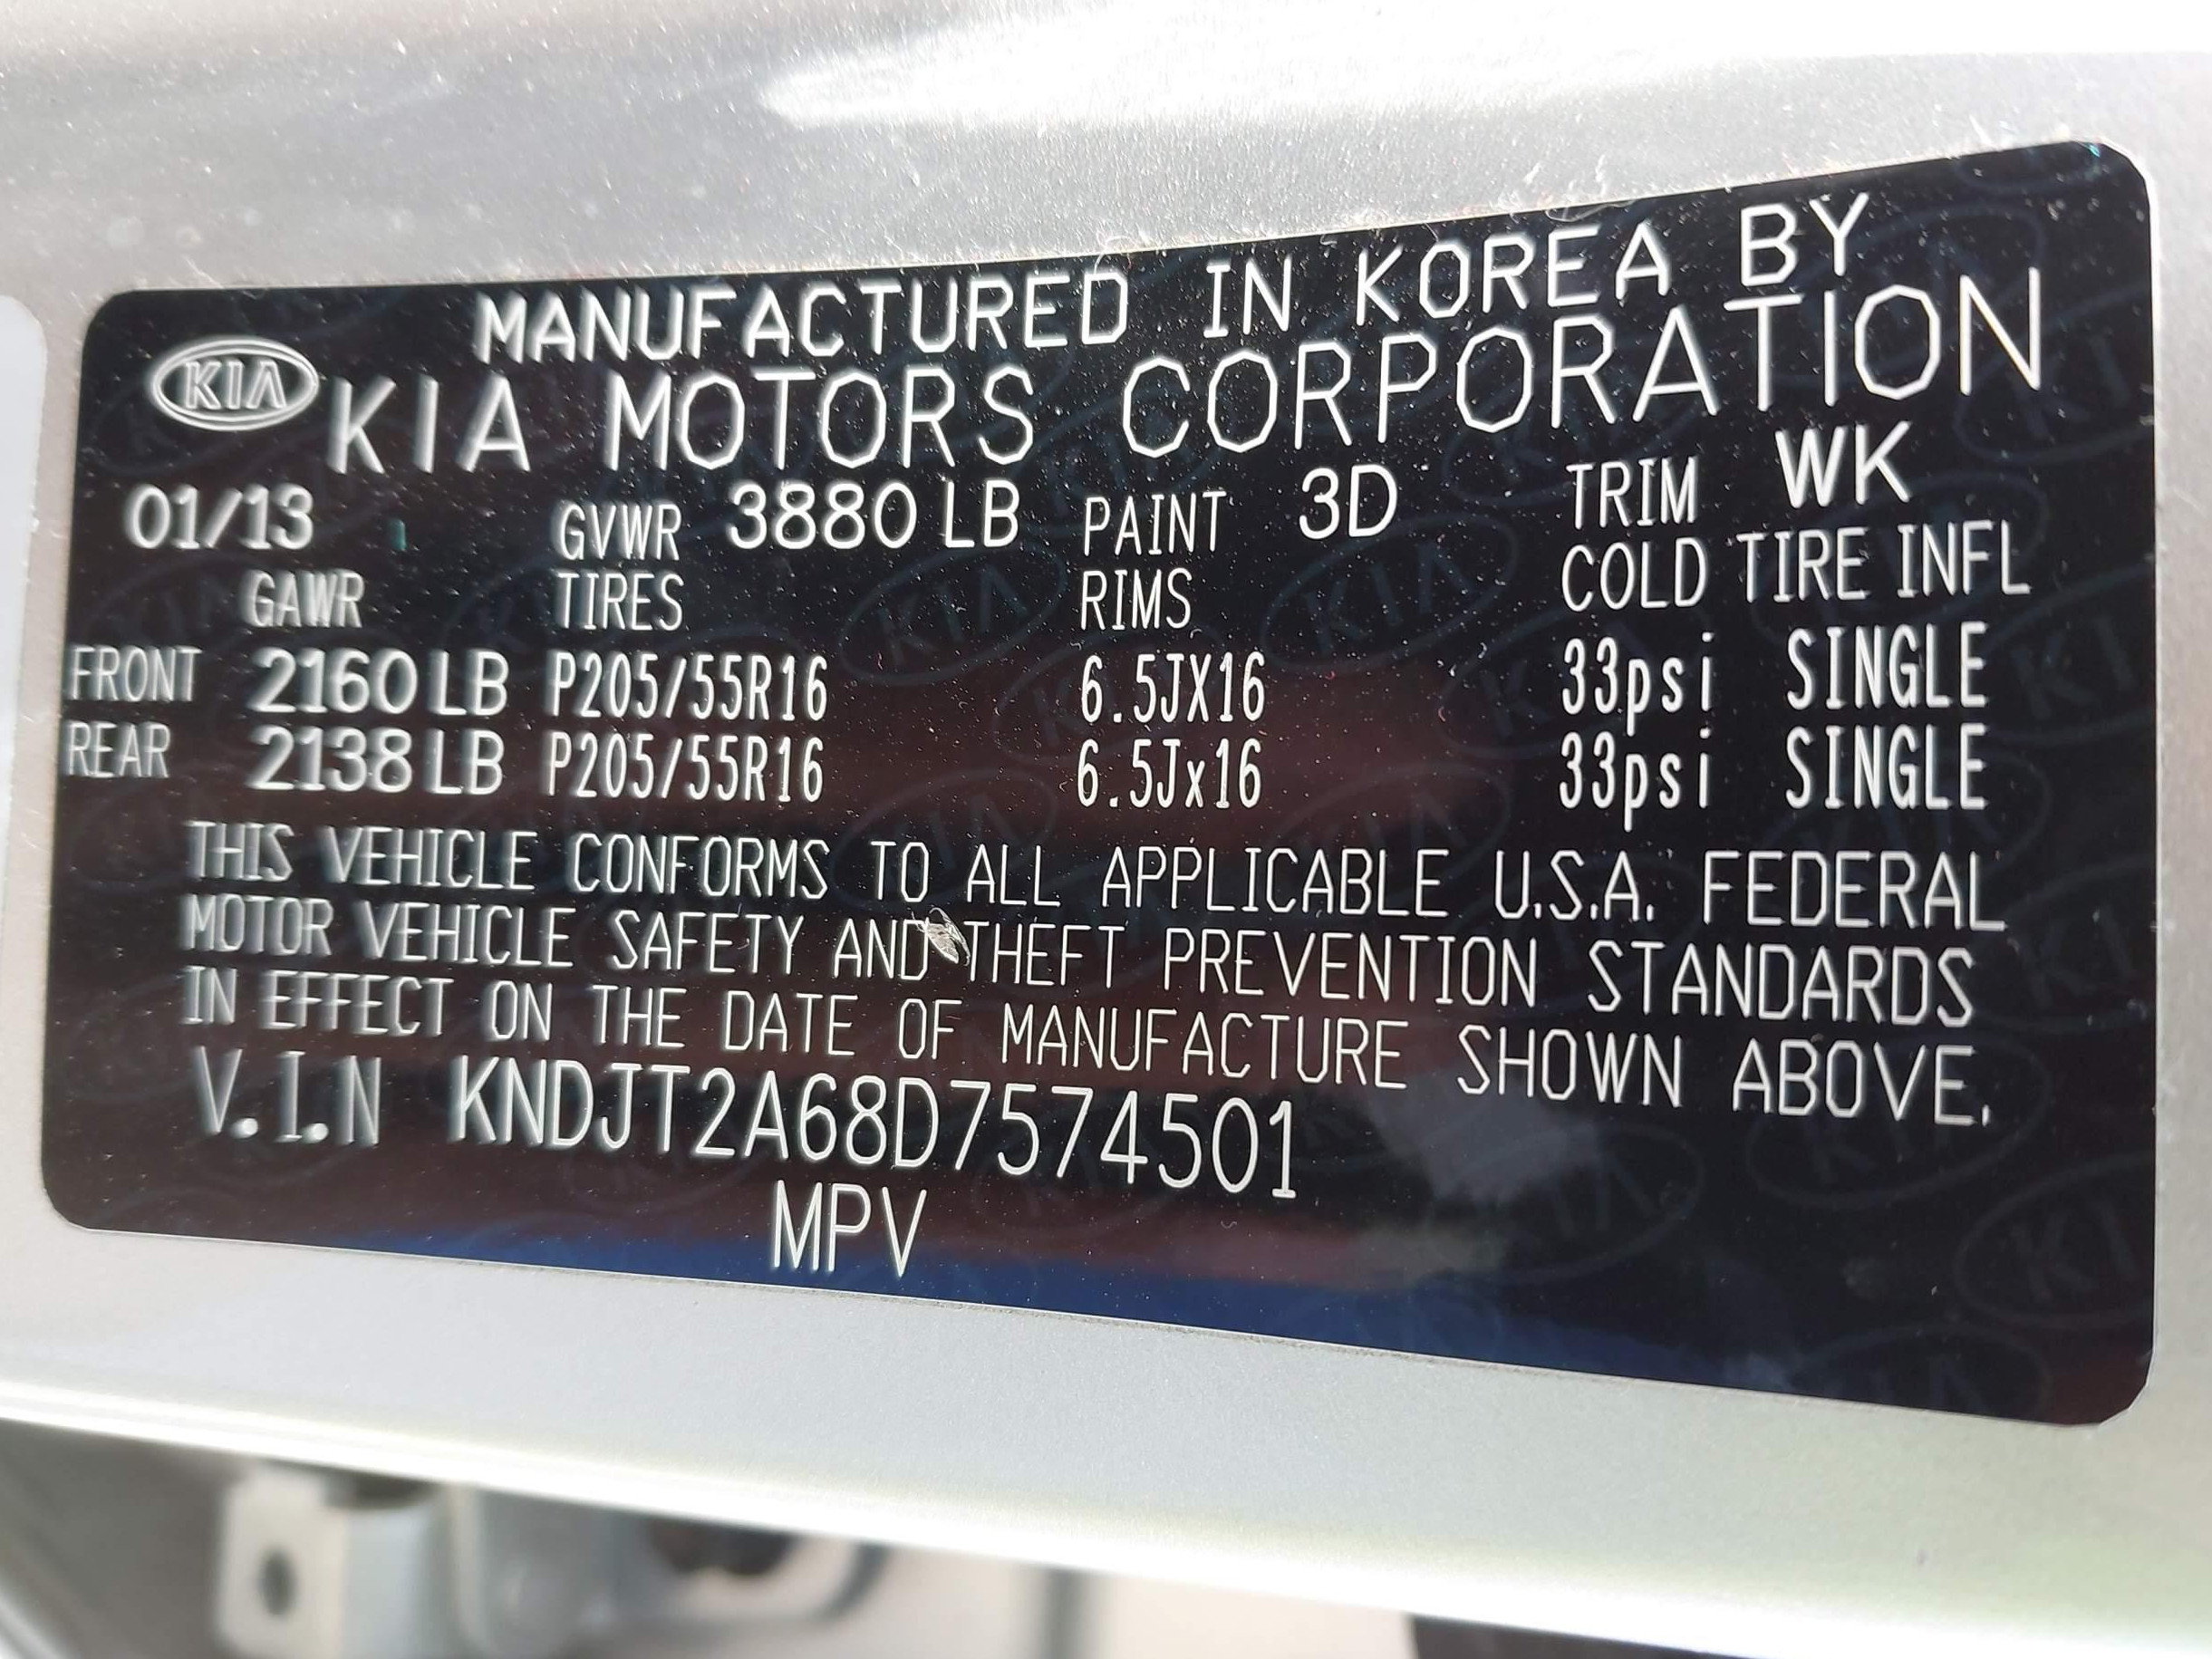 MANUFACTURED IN KOREA BY
KIA KIA MOTORS CORPORATION
01/13 GVWR 3880 LB PAINT 3D TRIM WK
GAWR TIRES RIMS COLD TIRE INFL
FRONT 2160 LB P205/55R16 6.5JX16 33psi SINGLE
REAR 2138 LB P205/55R16 6.5Jx16 33psi SINGLE
THIS VEHICLE CONFORMS TO ALL APPLICABLE U.S.A. FEDERAL
MOTOR VEHICLE SAFETY AND THEFT PREVENTION STANDARDS
IN EFFECT ON THE DATE OF MANUFACTURE SHOWN ABOVE.
V.I.N KNDJT2A68D7574501
MPV